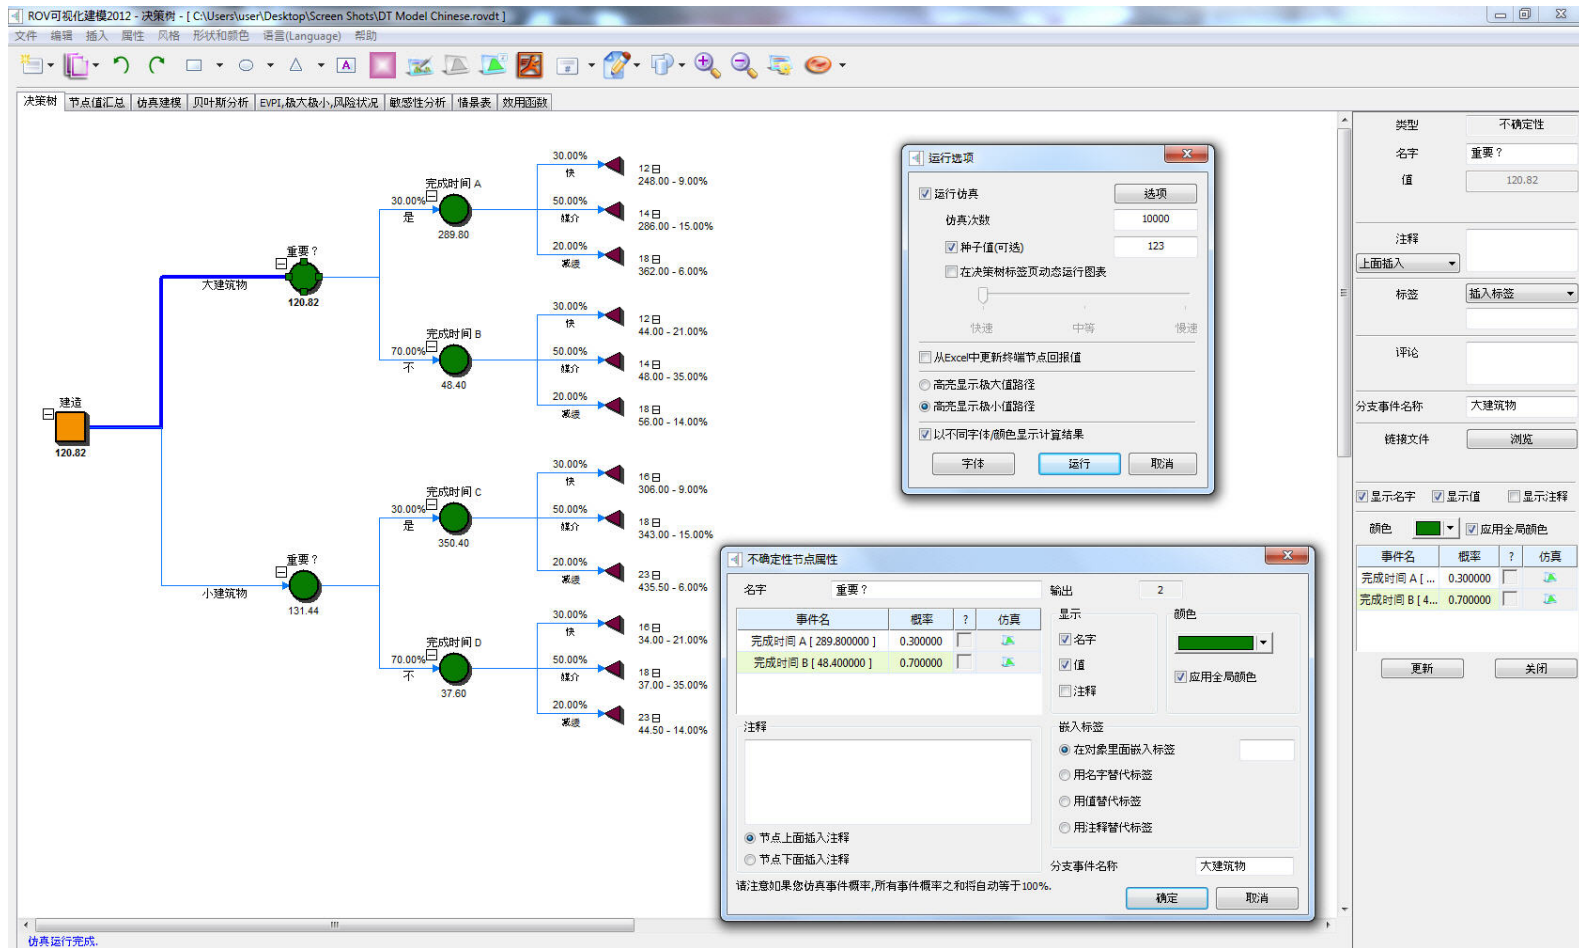 ROV可视化建模2012 - 决策树 - [ C:\Users\user\Desktop\Screen Shots\DT Model Chinese.rovdt ]
文件 编辑 插入 属性 风格 形状和颜色 语言(Language) 帮助
决策树 节点值汇总 仿真建模 贝叶斯分析 EVPI,极大极小,风险状况 敏感性分析 情景表 效用函数
建造
120.82
大建筑物
重要？
120.82
30.00%
是
完成时间 A
289.80
30.00%
快
12日
248.00 - 9.00%
50.00%
媒介
14日
286.00 - 15.00%
20.00%
减缓
18日
362.00 - 6.00%
70.00%
不
完成时间 B
48.40
30.00%
快
12日
44.00 - 21.00%
50.00%
媒介
14日
48.00 - 35.00%
20.00%
减缓
18日
56.00 - 14.00%
小建筑物
重要？
131.44
30.00%
是
完成时间 C
350.40
30.00%
快
16日
306.00 - 9.00%
50.00%
媒介
18日
343.00 - 15.00%
20.00%
减缓
23日
435.50 - 6.00%
70.00%
不
完成时间 D
37.60
30.00%
快
16日
34.00 - 21.00%
50.00%
媒介
18日
37.00 - 35.00%
20.00%
减缓
23日
44.50 - 14.00%
运行选项
运行仿真 选项
仿真次数 10000
种子值(可选) 123
在决策树标签页动态运行图表
快速 中等 慢速
从Excel中更新终端节点回报值
高亮显示极大值路径
高亮显示极小值路径
以不同字体/颜色显示计算结果
字体 运行 取消
不确定性节点属性
名字 重要？ 输出 2
事件名 概率 ? 仿真
完成时间 A [ 289.800000 ] 0.300000
完成时间 B [ 48.400000 ] 0.700000
显示
名字
值
注释
颜色
应用全局颜色
注释
节点上面插入注释
节点下面插入注释
嵌入标签
在对象里面嵌入标签
用名字替代标签
用值替代标签
用注释替代标签
分支事件名称 大建筑物
请注意如果您仿真事件概率,所有事件概率之和将自动等于100%.
确定 取消
类型 不确定性
名字 重要？
值 120.82
注释
上面插入
标签 插入标签
评论
分支事件名称 大建筑物
链接文件 浏览
显示名字 显示值 显示注释
颜色 应用全局颜色
事件名 概率 ? 仿真
完成时间 A [ ... 0.300000
完成时间 B [ 4... 0.700000
更新 关闭
仿真运行完成.